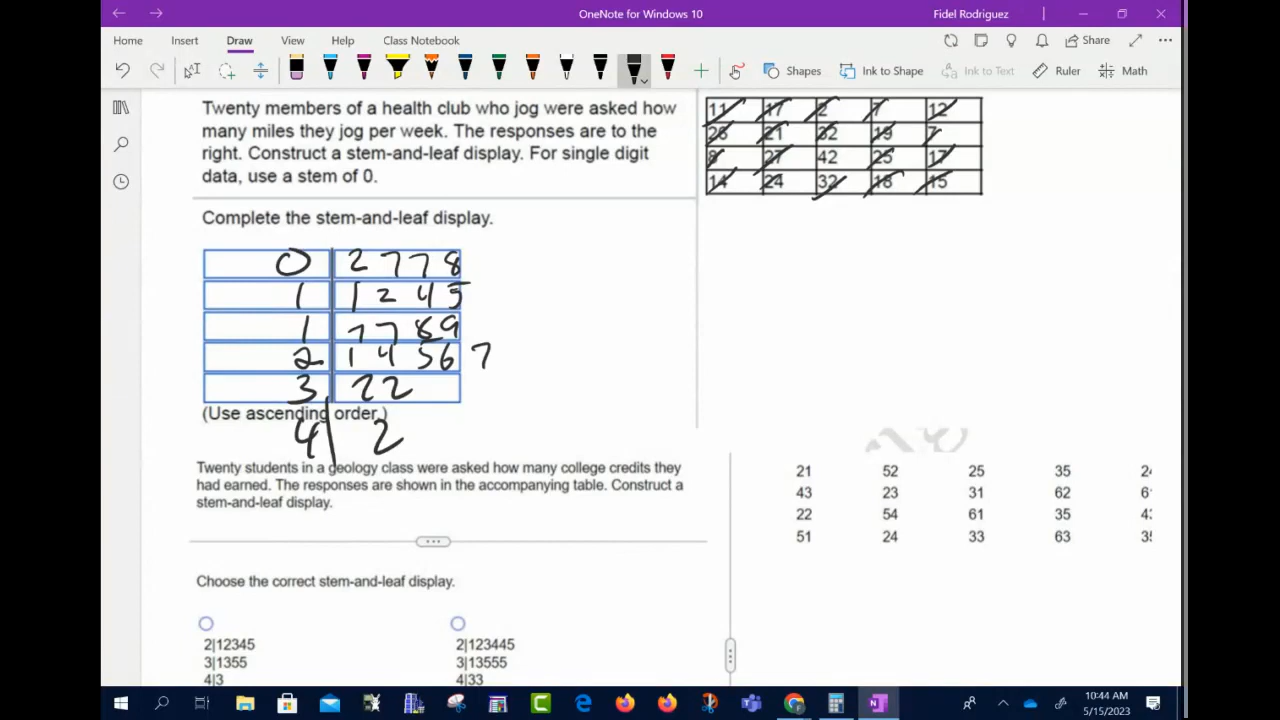 OneNote for Windows 10
Fidel Rodriguez
Home Insert Draw View Help Class Notebook
Share
Shapes Ink to Shape Ink to Text Ruler Math
Twenty members of a health club who jog were asked how
many miles they jog per week. The responses are to the
right. Construct a stem-and-leaf display. For single digit
data, use a stem of 0.
11 17 2 7 12
26 21 32 19 7
8 27 42 25 17
14 24 32 18 15
Complete the stem-and-leaf display.
0 2 7 7 8
1 1 2 4 5
1 7 7 8 9
2 1 4 5 6 7
3 2 2
(Use ascending order.)
4 2
Twenty students in a geology class were asked how many college credits they
had earned. The responses are shown in the accompanying table. Construct a
stem-and-leaf display.
21 52 25 35
43 23 31 62
22 54 61 35
51 24 33 63
Choose the correct stem-and-leaf display.
2|12345
3|1355
4|3
2|123445
3|13555
4|33
10:44 AM
5/15/2023